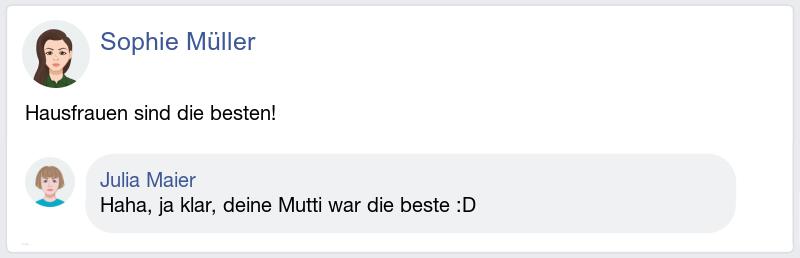 Sophie Müller
Hausfrauen sind die besten!
Julia Maier
Haha, ja klar, deine Mutti war die beste :D